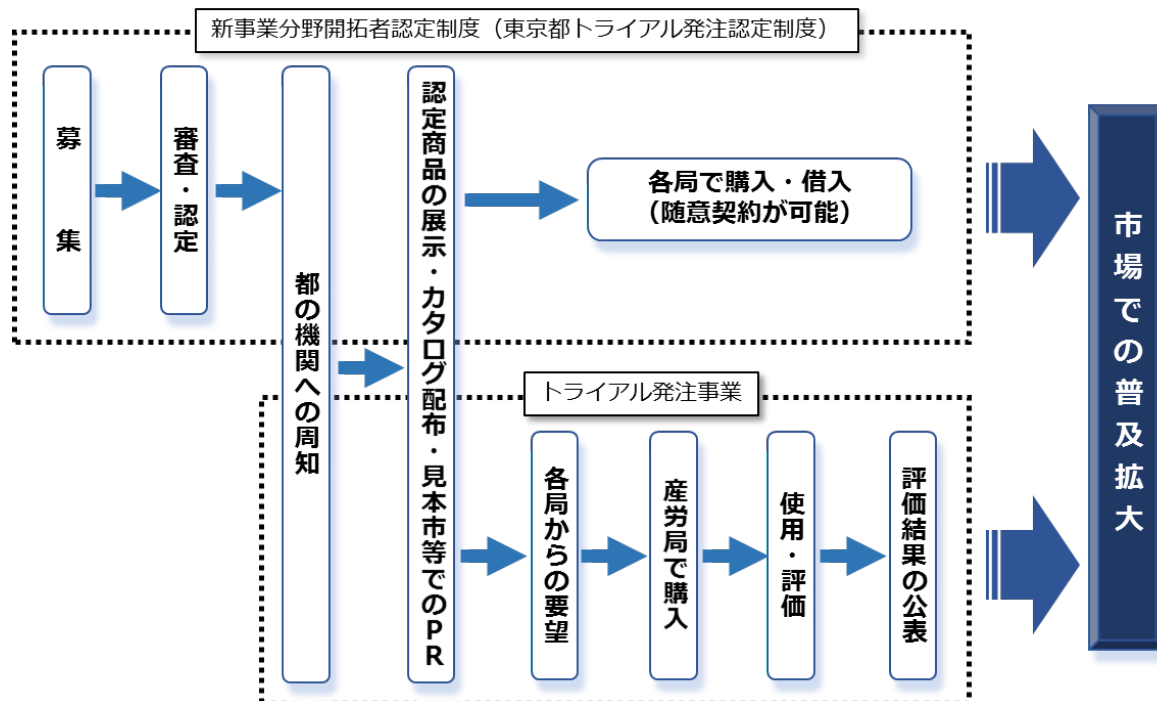 新事業分野開拓者認定制度（東京都トライアル発注認定制度）
募集
審査・認定
都の機関への周知
認定商品の展示・カタログ配布・見本市等でのPR
各局で購入・借入
（随意契約が可能）
トライアル発注事業
各局からの要望
産労局で購入
使用・評価
評価結果の公表
市場での普及拡大